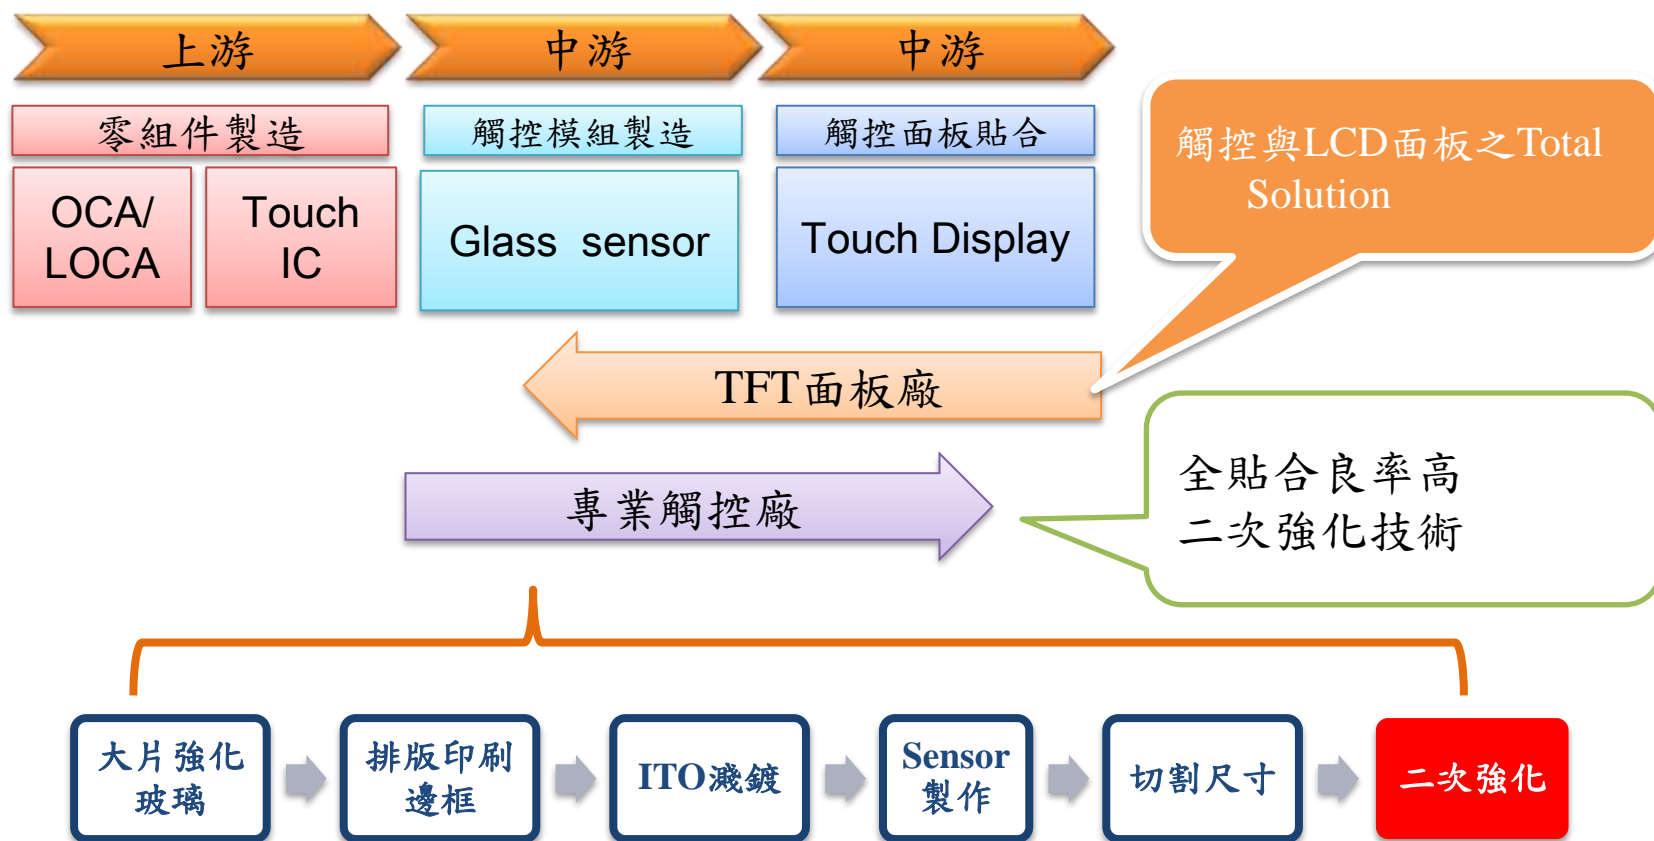 上游
中游
中游
零組件製造
觸控模組製造
觸控面板貼合
OCA/
LOCA
Touch
IC
Glass sensor
Touch Display
觸控與LCD面板之Total
Solution
TFT面板廠
專業觸控廠
全貼合良率高
二次強化技術
大片強化
玻璃
排版印刷
邊框
ITO濺鍍
Sensor
製作
切割尺寸
二次強化